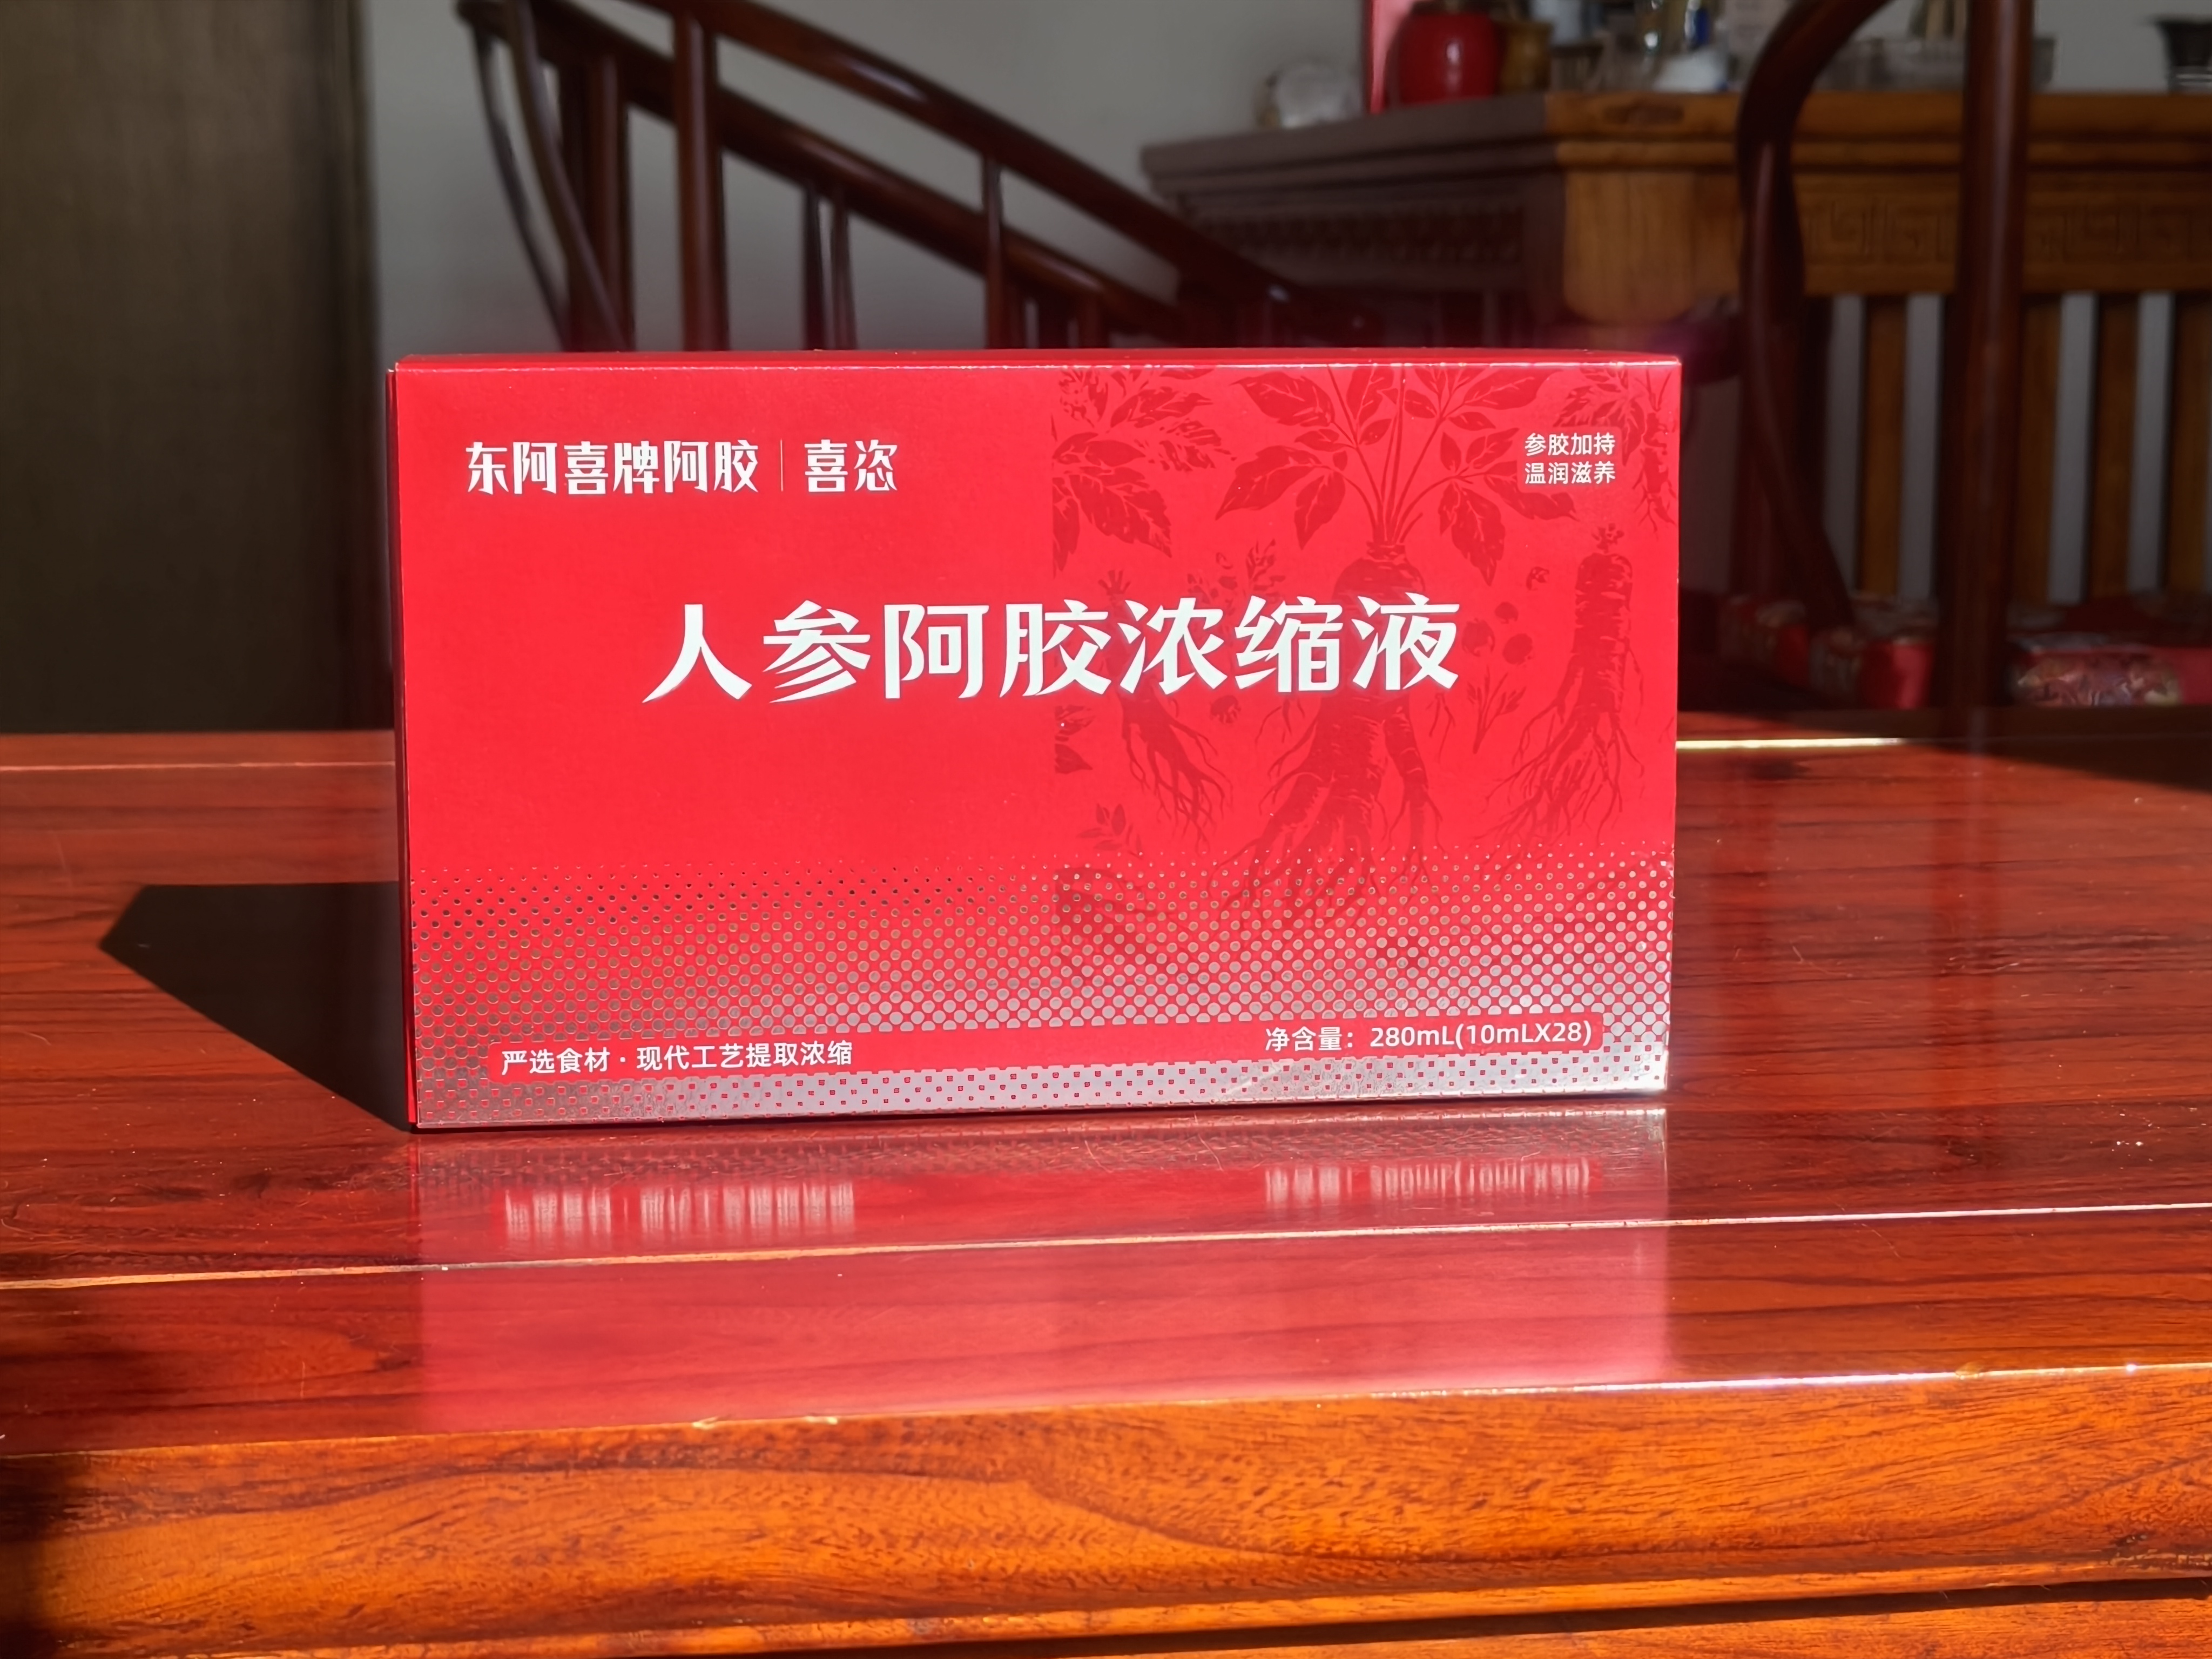 东阿喜牌阿胶 | 喜恣
参胶加持
温润滋养
人参阿胶浓缩液
严选食材·现代工艺提取浓缩
净含量：280mL(10mLX28)